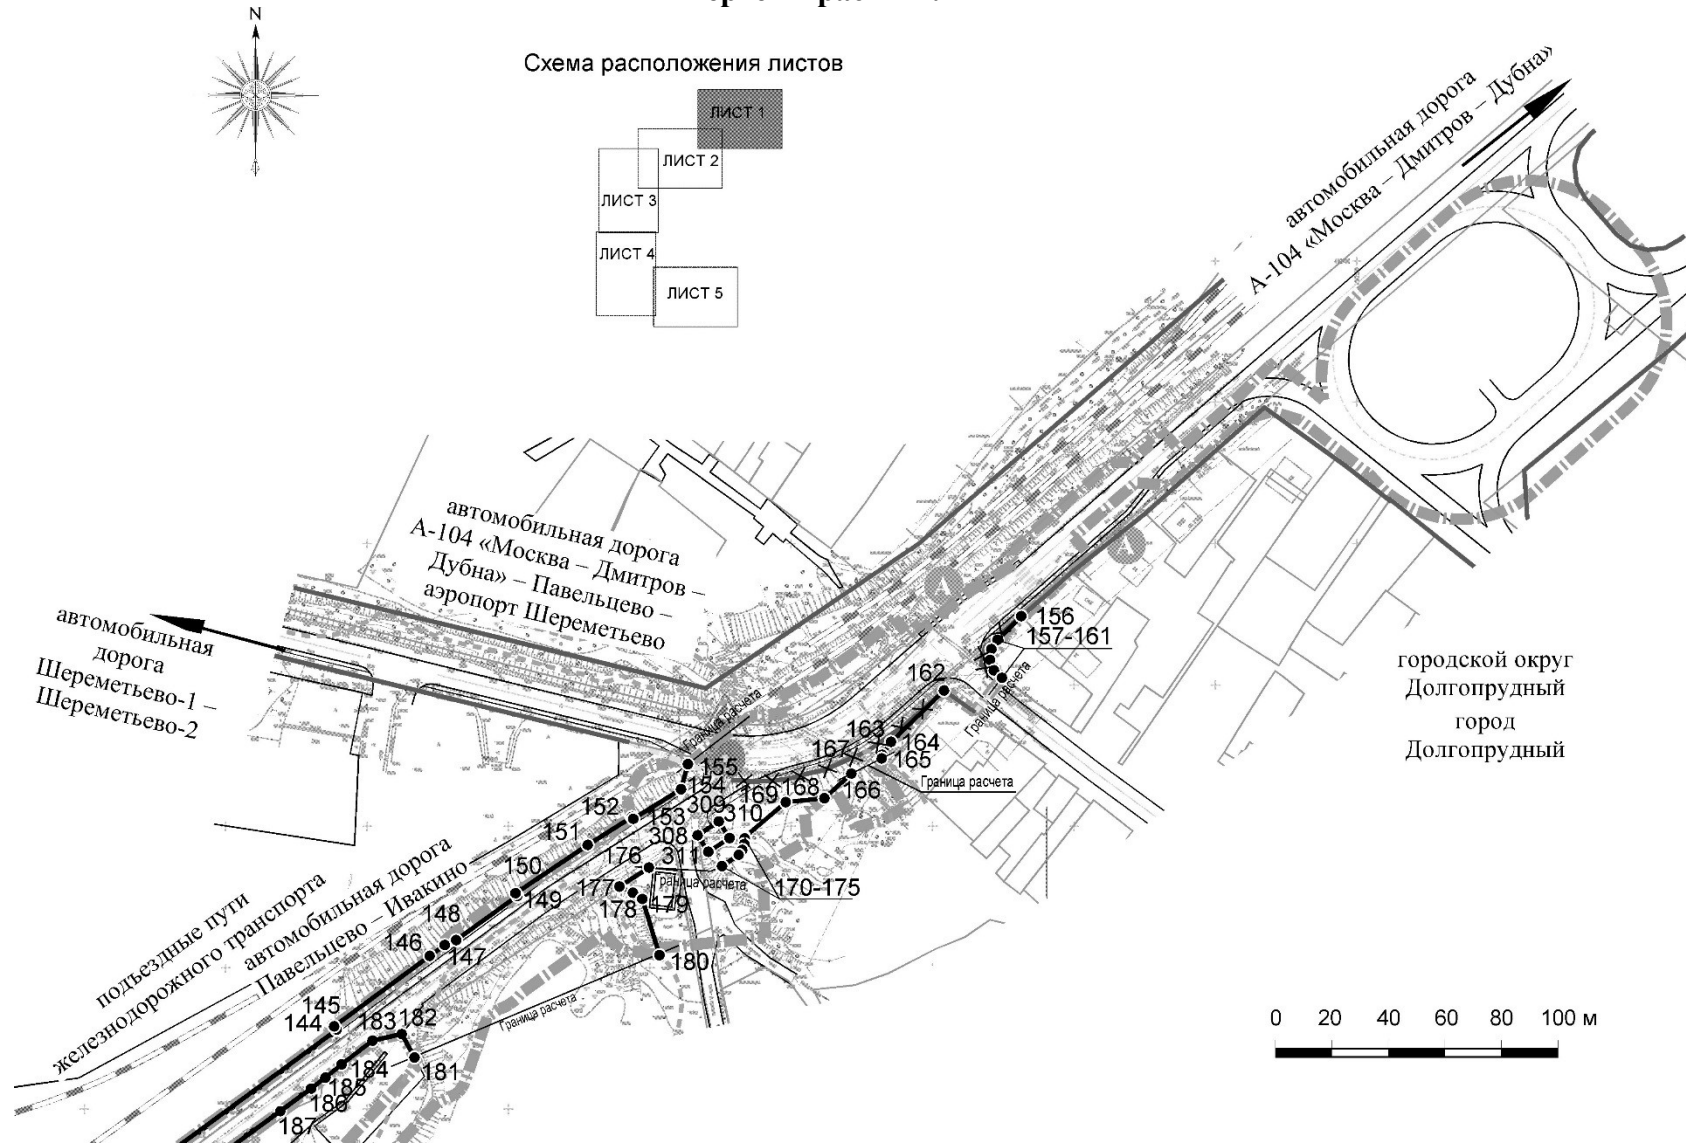 N
Схема расположения листов
ЛИСТ 1
ЛИСТ 2
ЛИСТ 3
ЛИСТ 4
ЛИСТ 5
автомобильная дорога
А-104 «Москва – Дмитров – Дубна»
автомобильная дорога
А-104 «Москва – Дмитров –
Дубна» – Павельцево –
аэропорт Шереметьево
автомобильная
дорога
Шереметьево-1 –
Шереметьево-2
городской округ
Долгопрудный
город
Долгопрудный
156
157-161
162
Граница расчета
163
164
165
167
Граница расчета
166
168
169
Граница расчета
155
154
153
152
151
150
149
148
147
146
145
144
309
310
308
311
176
177
178
179
Граница расчета
170-175
180
Граница расчета
183
182
181
184
185
186
187
подъездные пути
железнодорожного транспорта
автомобильная дорога
Павельцево – Ивакино
А
А
0 20 40 60 80 100 м